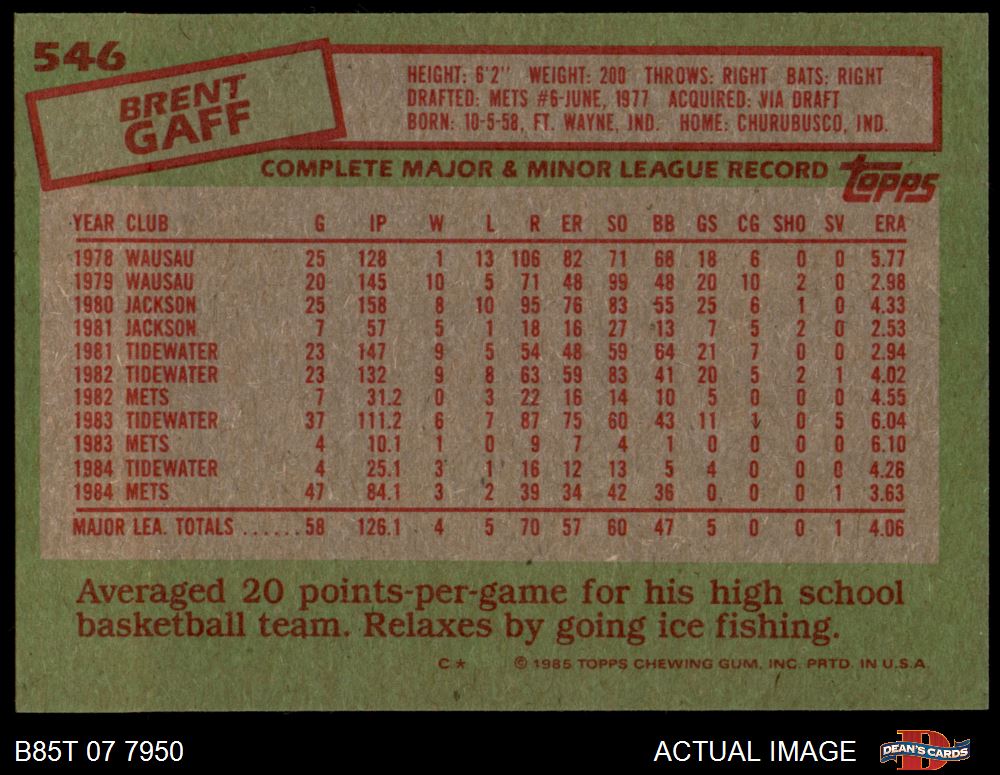 546
BRENT
GAFF
HEIGHT: 6'2" WEIGHT: 200 THROWS: RIGHT BATS: RIGHT
DRAFTED: METS #6-JUNE, 1977 ACQUIRED: VIA DRAFT
BORN: 10-5-58, FT. WAYNE, IND. HOME: CHURUBUSCO, IND.
COMPLETE MAJOR & MINOR LEAGUE RECORD
topps
YEAR CLUB G IP W L R ER SO BB GS CG SHO SV ERA
1978 WAUSAU 25 128 1 13 106 82 71 68 18 6 0 0 5.77
1979 WAUSAU 20 145 10 5 71 48 99 48 20 10 2 0 2.98
1980 JACKSON 25 158 8 10 95 76 83 55 25 6 1 0 4.33
1981 JACKSON 7 57 5 1 18 16 27 13 7 5 2 0 2.53
1981 TIDEWATER 23 147 9 5 54 48 59 64 21 7 0 0 2.94
1982 TIDEWATER 23 132 9 8 63 59 83 41 20 5 2 1 4.02
1982 METS 7 31.2 0 3 22 16 14 10 5 0 0 0 4.55
1983 TIDEWATER 37 111.2 6 7 87 75 60 43 11 1 0 5 6.04
1983 METS 4 10.1 1 0 9 7 4 1 0 0 0 0 6.10
1984 TIDEWATER 4 25.1 3 1 16 12 13 5 4 0 0 0 4.26
1984 METS 47 84.1 3 2 39 34 42 36 0 0 0 1 3.63
MAJOR LEA. TOTALS ...... 58 126.1 4 5 70 57 60 47 5 0 0 1 4.06
Averaged 20 points-per-game for his high school
basketball team. Relaxes by going ice fishing.
C* © 1985 TOPPS CHEWING GUM, INC. PRTD. IN U.S.A.
B85T 07 7950
ACTUAL IMAGE
D
DEAN'S CARDS